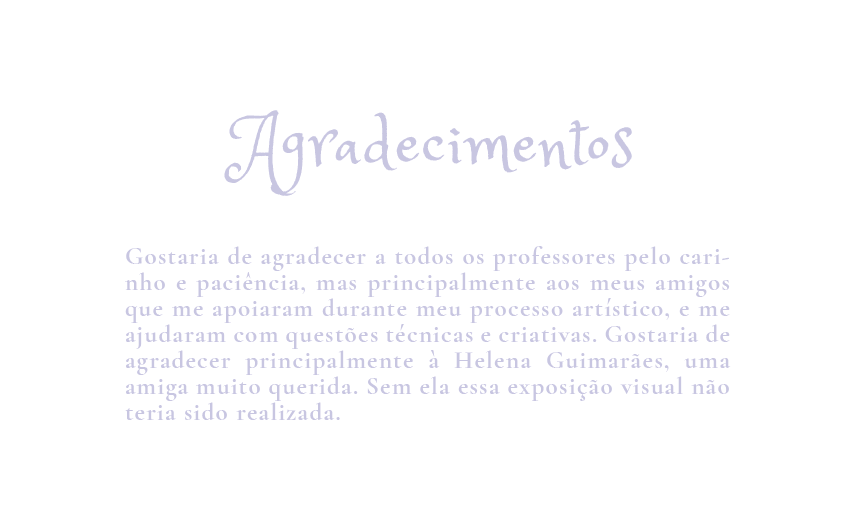 Agradecimentos
Gostaria de agradecer a todos os professores pelo cari-
nho e paciência, mas principalmente aos meus amigos
que me apoiaram durante meu processo artístico, e me
ajudaram com questões técnicas e criativas. Gostaria de
agradecer principalmente à Helena Guimarães, uma
amiga muito querida. Sem ela essa exposição visual não
teria sido realizada.